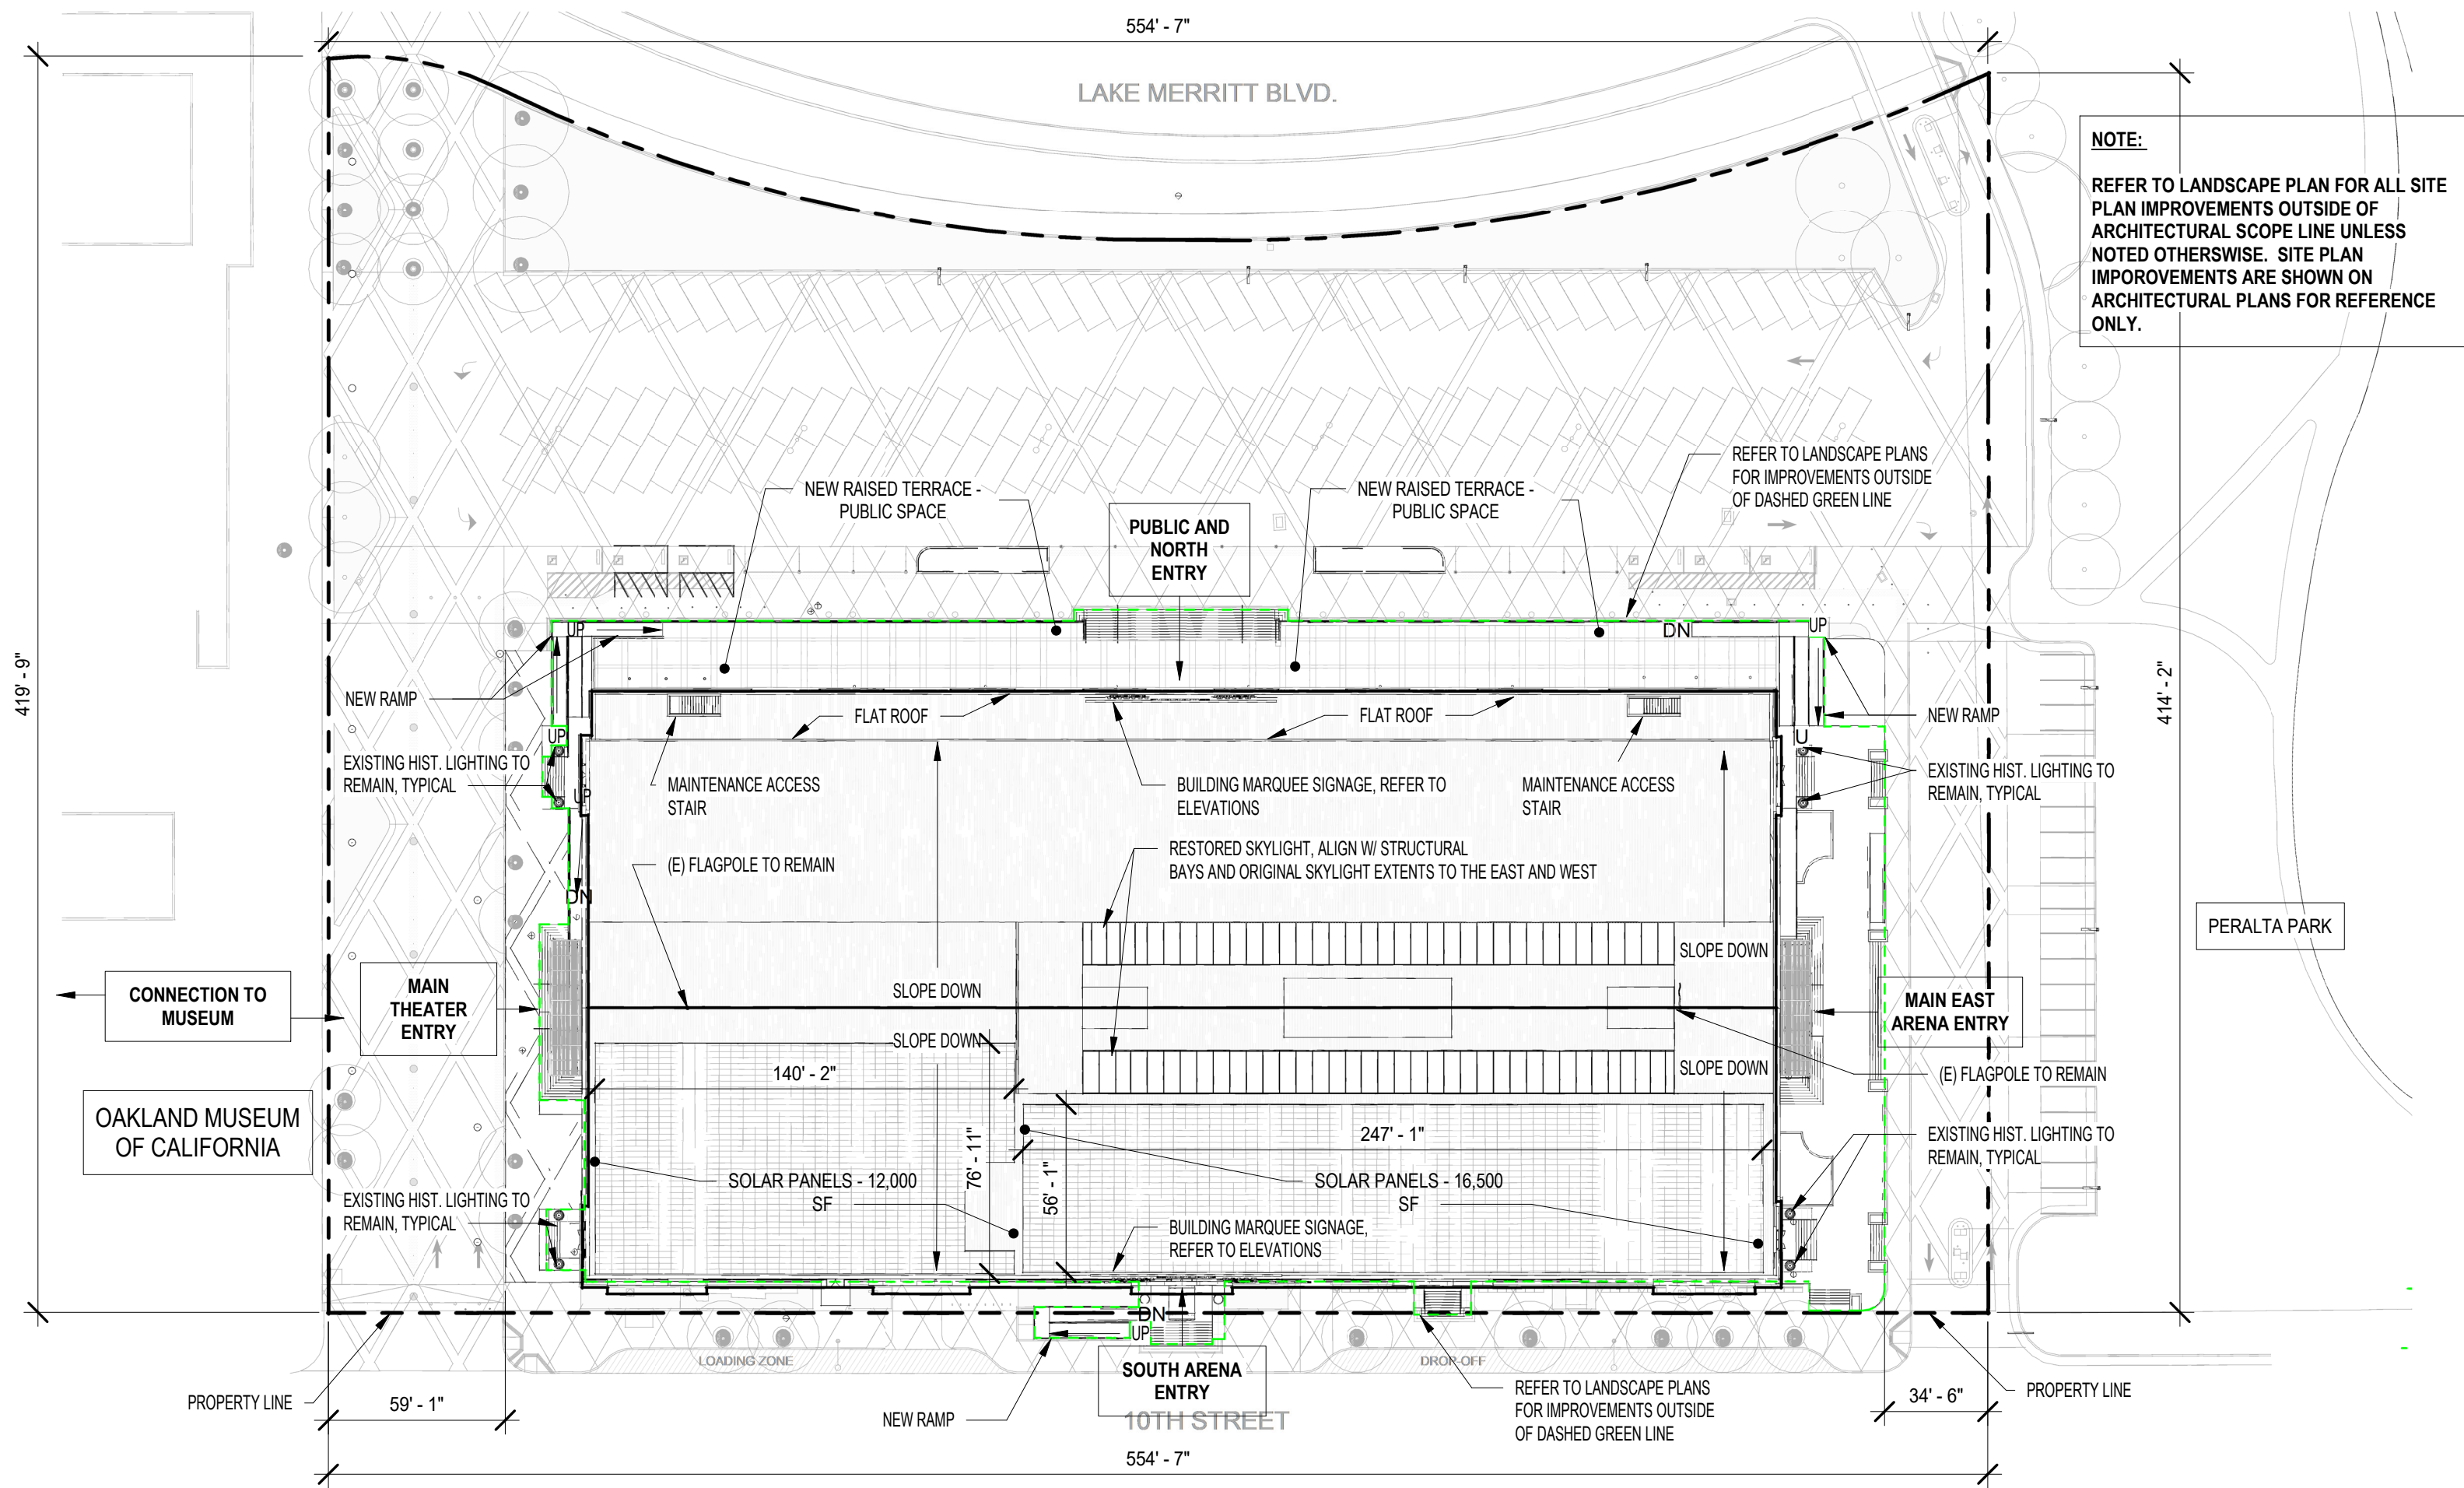 554' - 7"
LAKE MERRITT BLVD.
NOTE:
REFER TO LANDSCAPE PLAN FOR ALL SITE
PLAN IMPROVEMENTS OUTSIDE OF
ARCHITECTURAL SCOPE LINE UNLESS
NOTED OTHERSWISE. SITE PLAN
IMPOROVEMENTS ARE SHOWN ON
ARCHITECTURAL PLANS FOR REFERENCE
ONLY.
REFER TO LANDSCAPE PLANS
FOR IMPROVEMENTS OUTSIDE
OF DASHED GREEN LINE
NEW RAISED TERRACE -
PUBLIC SPACE
PUBLIC AND
NORTH
ENTRY
NEW RAISED TERRACE -
PUBLIC SPACE
419' - 9"
414' - 2"
UP
DN
UP
NEW RAMP
FLAT ROOF
FLAT ROOF
NEW RAMP
UP
U
EXISTING HIST. LIGHTING TO
REMAIN, TYPICAL
UP
MAINTENANCE ACCESS
STAIR
BUILDING MARQUEE SIGNAGE, REFER TO
ELEVATIONS
MAINTENANCE ACCESS
STAIR
EXISTING HIST. LIGHTING TO
REMAIN, TYPICAL
(E) FLAGPOLE TO REMAIN
RESTORED SKYLIGHT, ALIGN W/ STRUCTURAL
BAYS AND ORIGINAL SKYLIGHT EXTENTS TO THE EAST AND WEST
DN
PERALTA PARK
SLOPE DOWN
SLOPE DOWN
CONNECTION TO
MUSEUM
MAIN
THEATER
ENTRY
MAIN EAST
ARENA ENTRY
SLOPE DOWN
SLOPE DOWN
140' - 2"
(E) FLAGPOLE TO REMAIN
OAKLAND MUSEUM
OF CALIFORNIA
76' - 11"
56' - 1"
247' - 1"
EXISTING HIST. LIGHTING TO
REMAIN, TYPICAL
SOLAR PANELS - 12,000
SF
SOLAR PANELS - 16,500
SF
EXISTING HIST. LIGHTING TO
REMAIN, TYPICAL
BUILDING MARQUEE SIGNAGE,
REFER TO ELEVATIONS
DN
UP
LOADING ZONE
DROP-OFF
SOUTH ARENA
ENTRY
10TH STREET
PROPERTY LINE
59' - 1"
NEW RAMP
REFER TO LANDSCAPE PLANS
FOR IMPROVEMENTS OUTSIDE
OF DASHED GREEN LINE
34' - 6"
PROPERTY LINE
554' - 7"